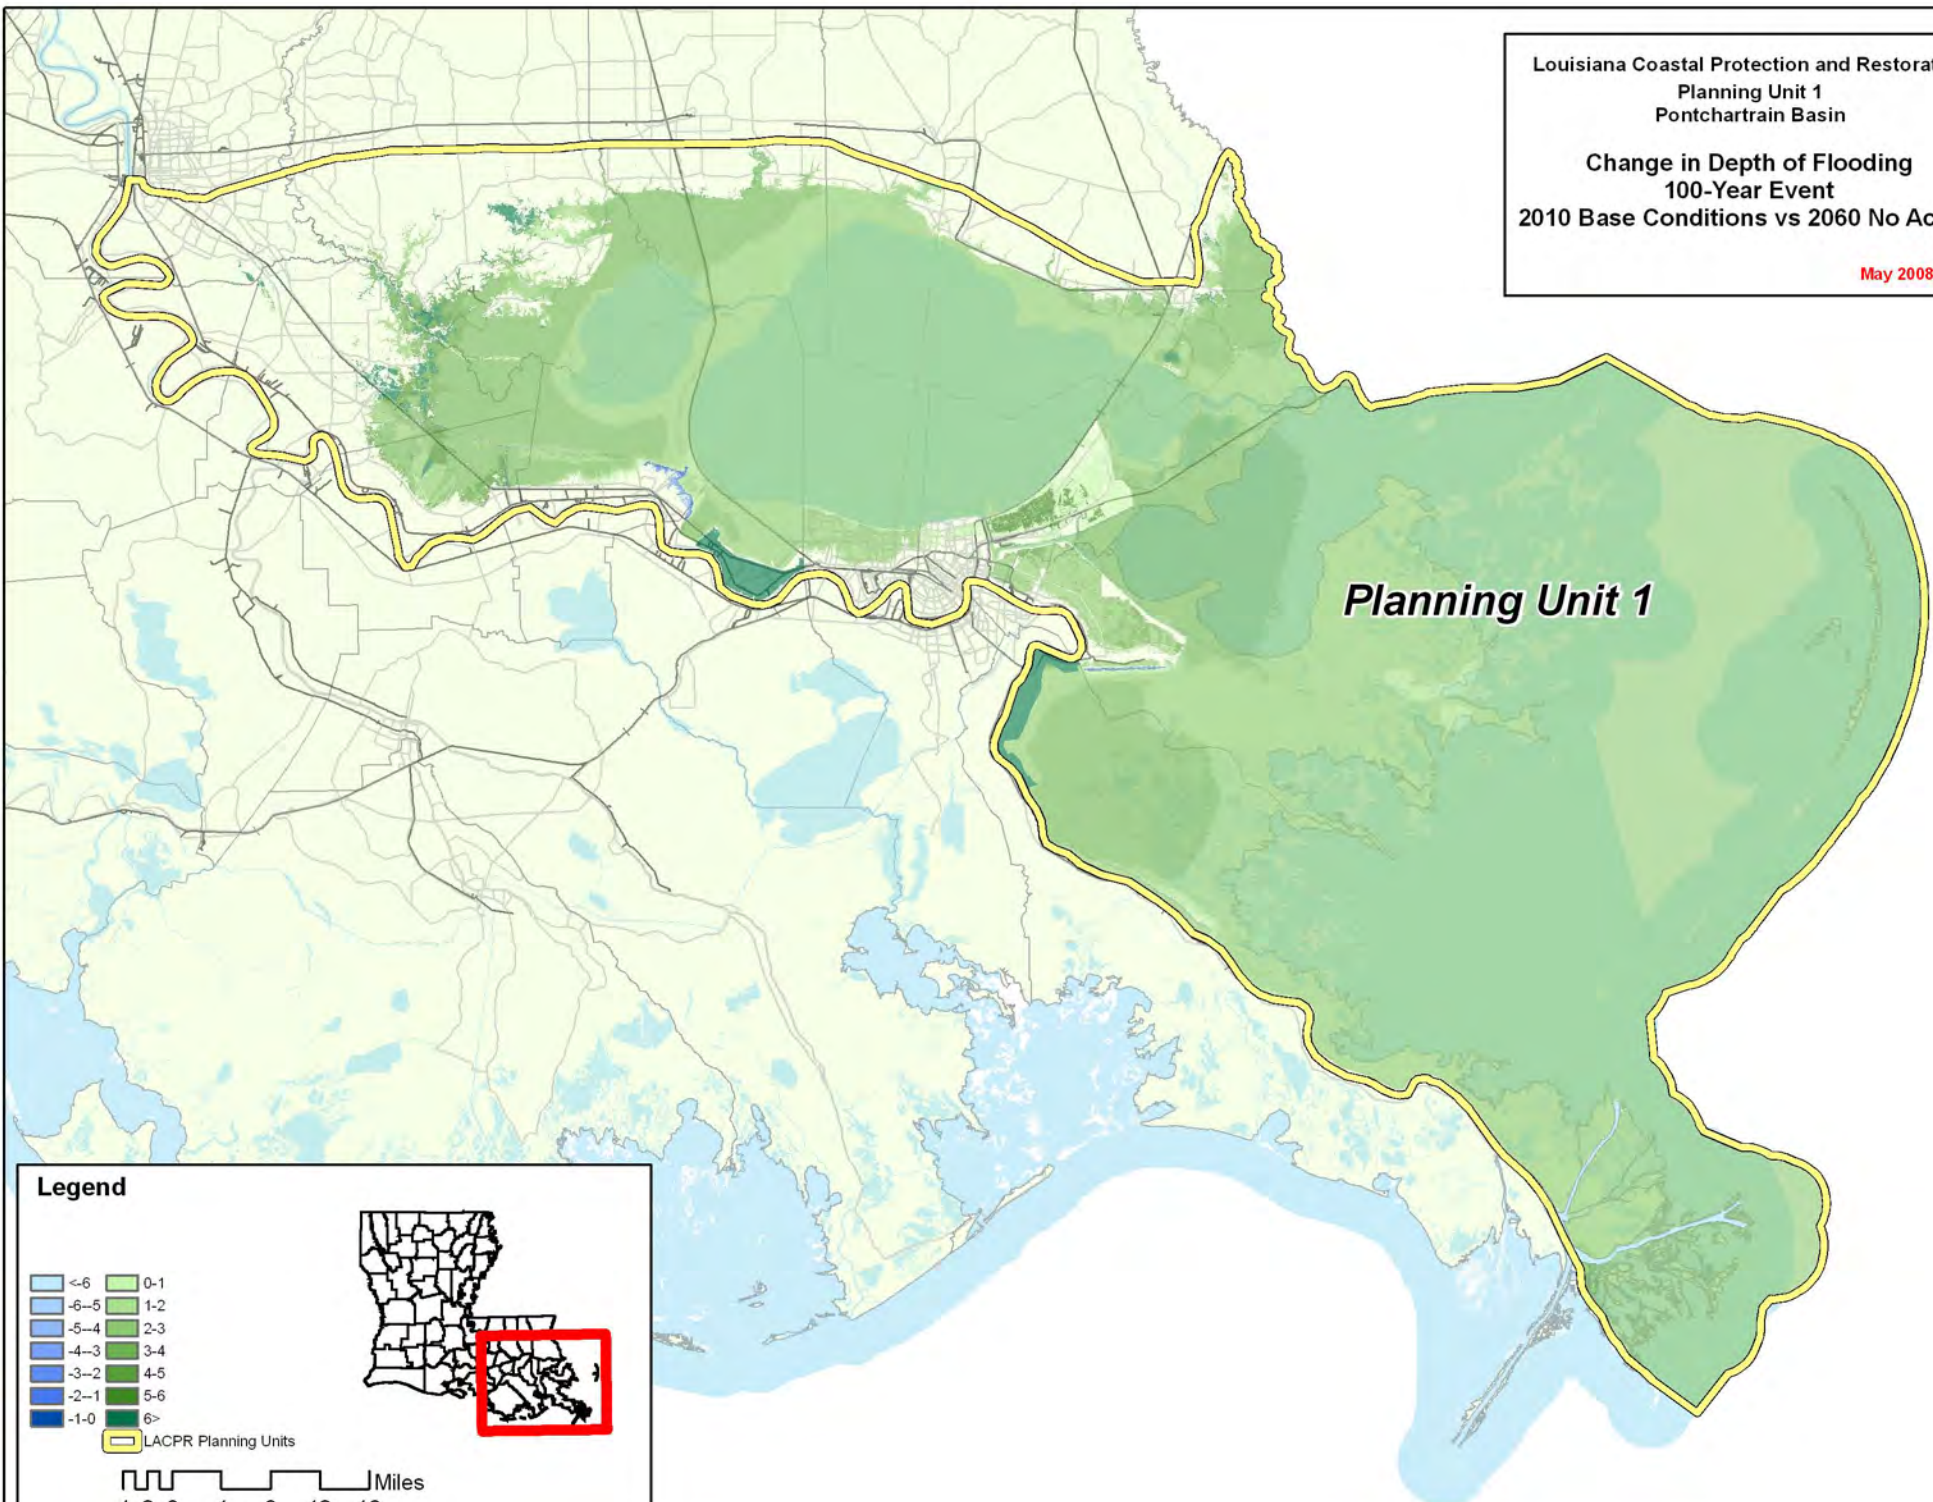 Louisiana Coastal Protection and Restorat
Planning Unit 1
Pontchartrain Basin
Change in Depth of Flooding
100-Year Event
2010 Base Conditions vs 2060 No Ac
May 2008
Planning Unit 1
Legend
<-6 0-1
-6--5 1-2
-5--4 2-3
-4--3 3-4
-3--2 4-5
-2--1 5-6
-1-0 6>
LACPR Planning Units
Miles